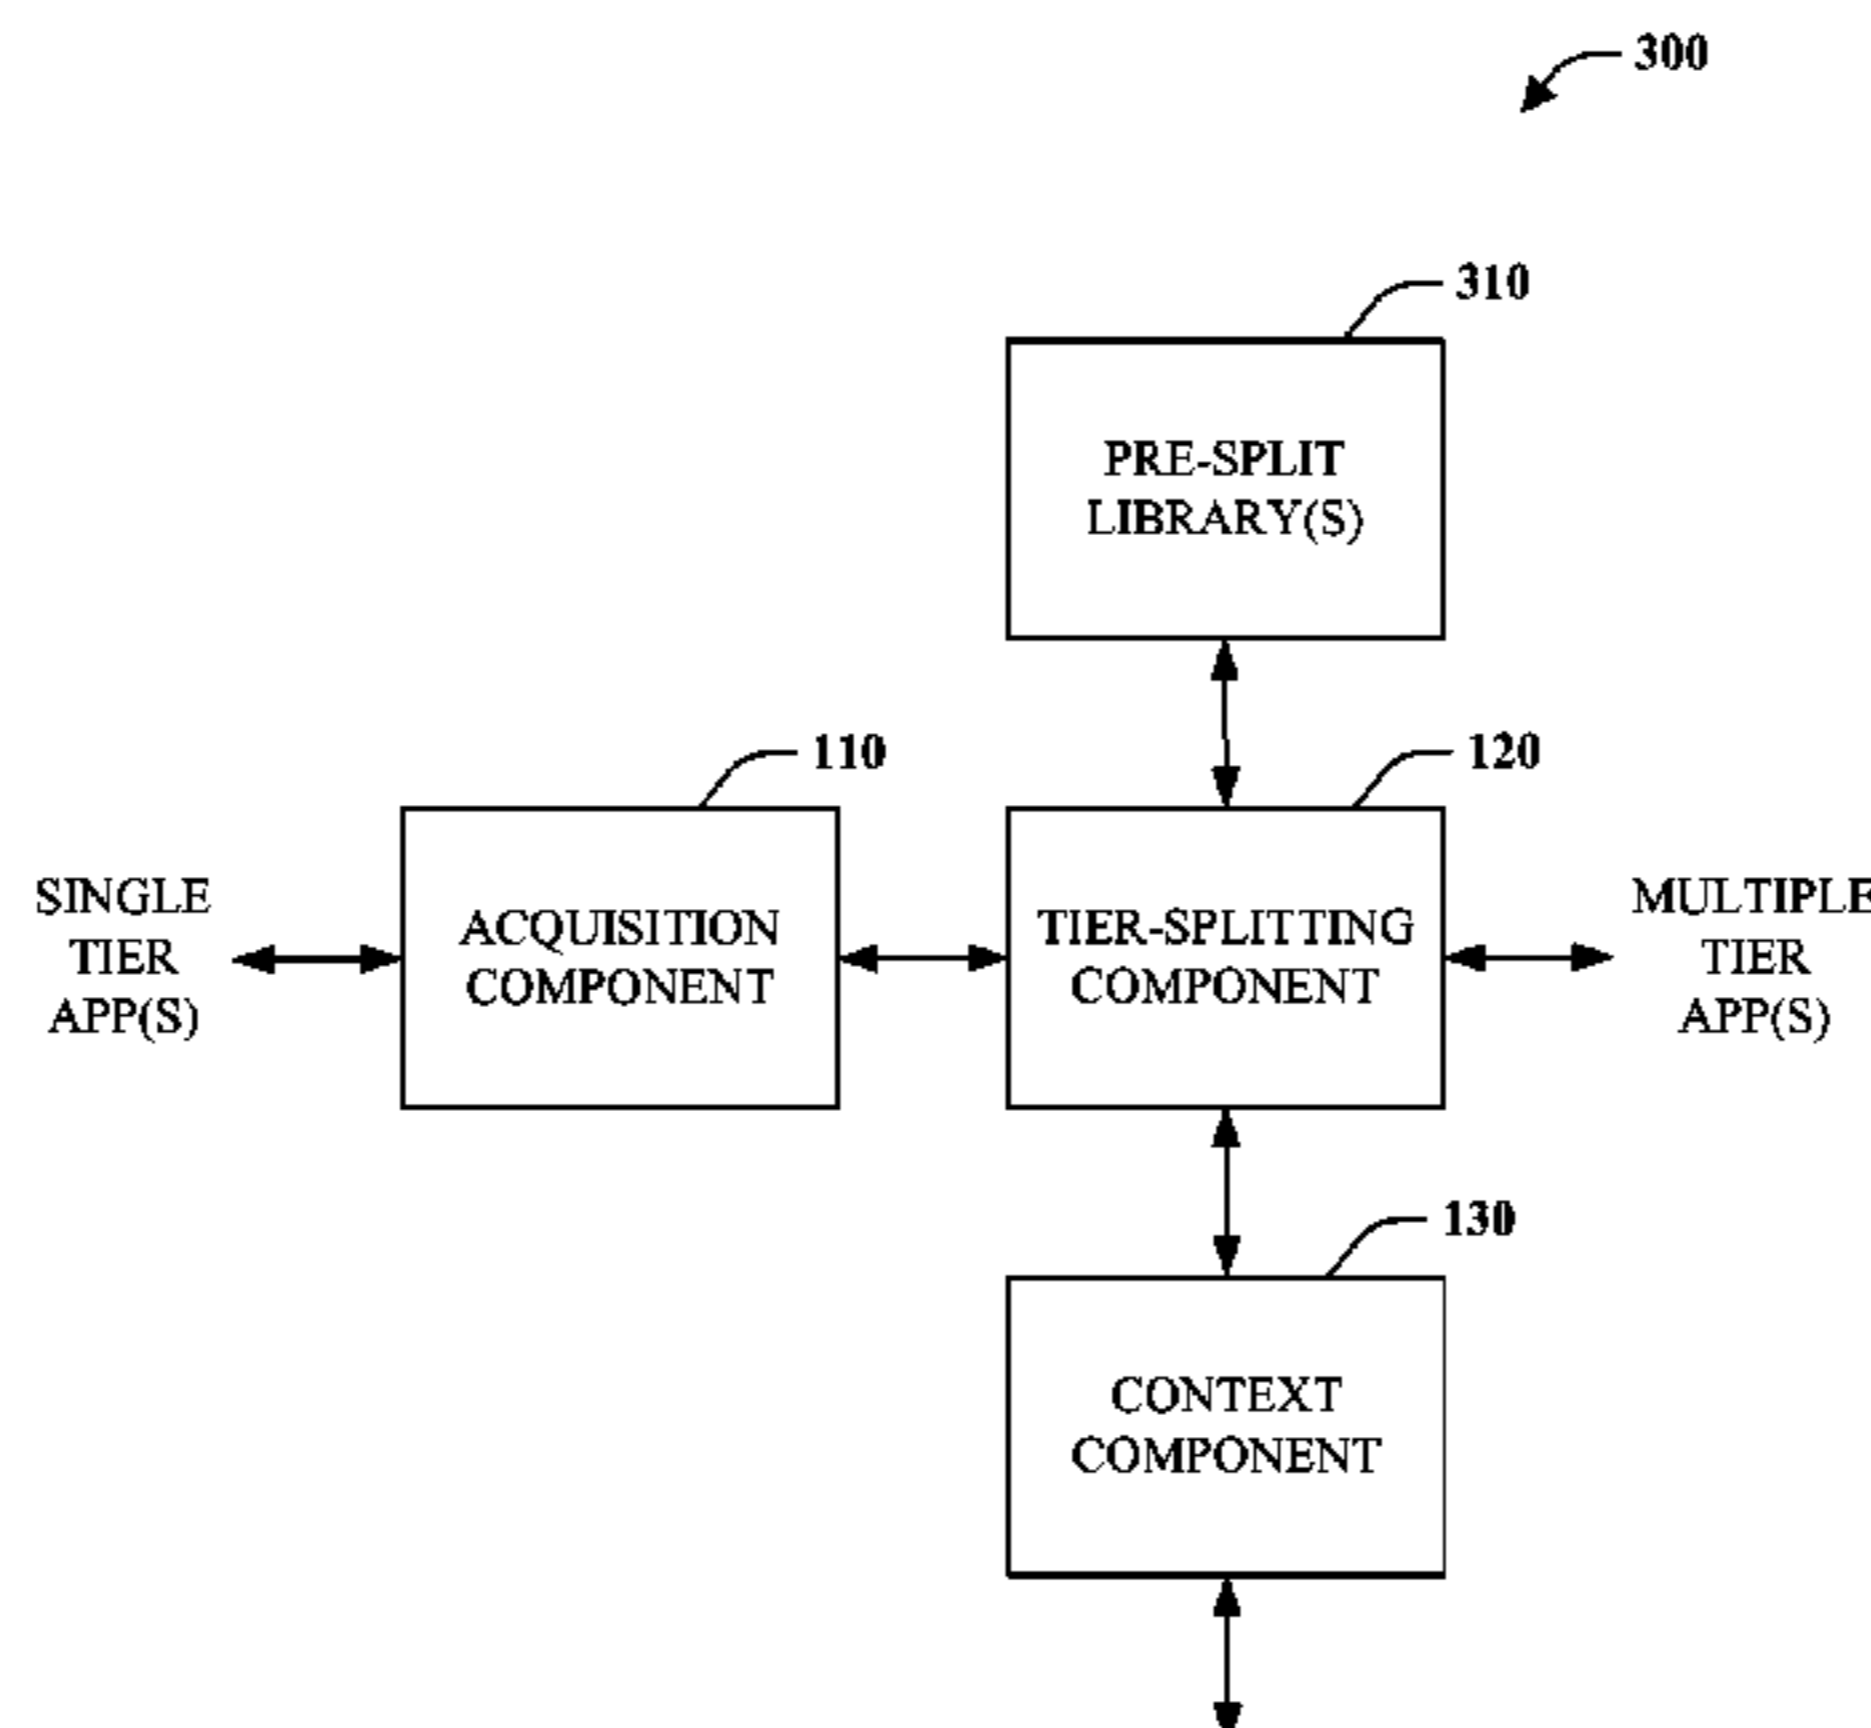 300
310
PRE-SPLIT
LIBRARY(S)
110
120
SINGLE
TIER
APP(S)
ACQUISITION
COMPONENT
TIER-SPLITTING
COMPONENT
MULTIPLE
TIER
APP(S)
130
CONTEXT
COMPONENT